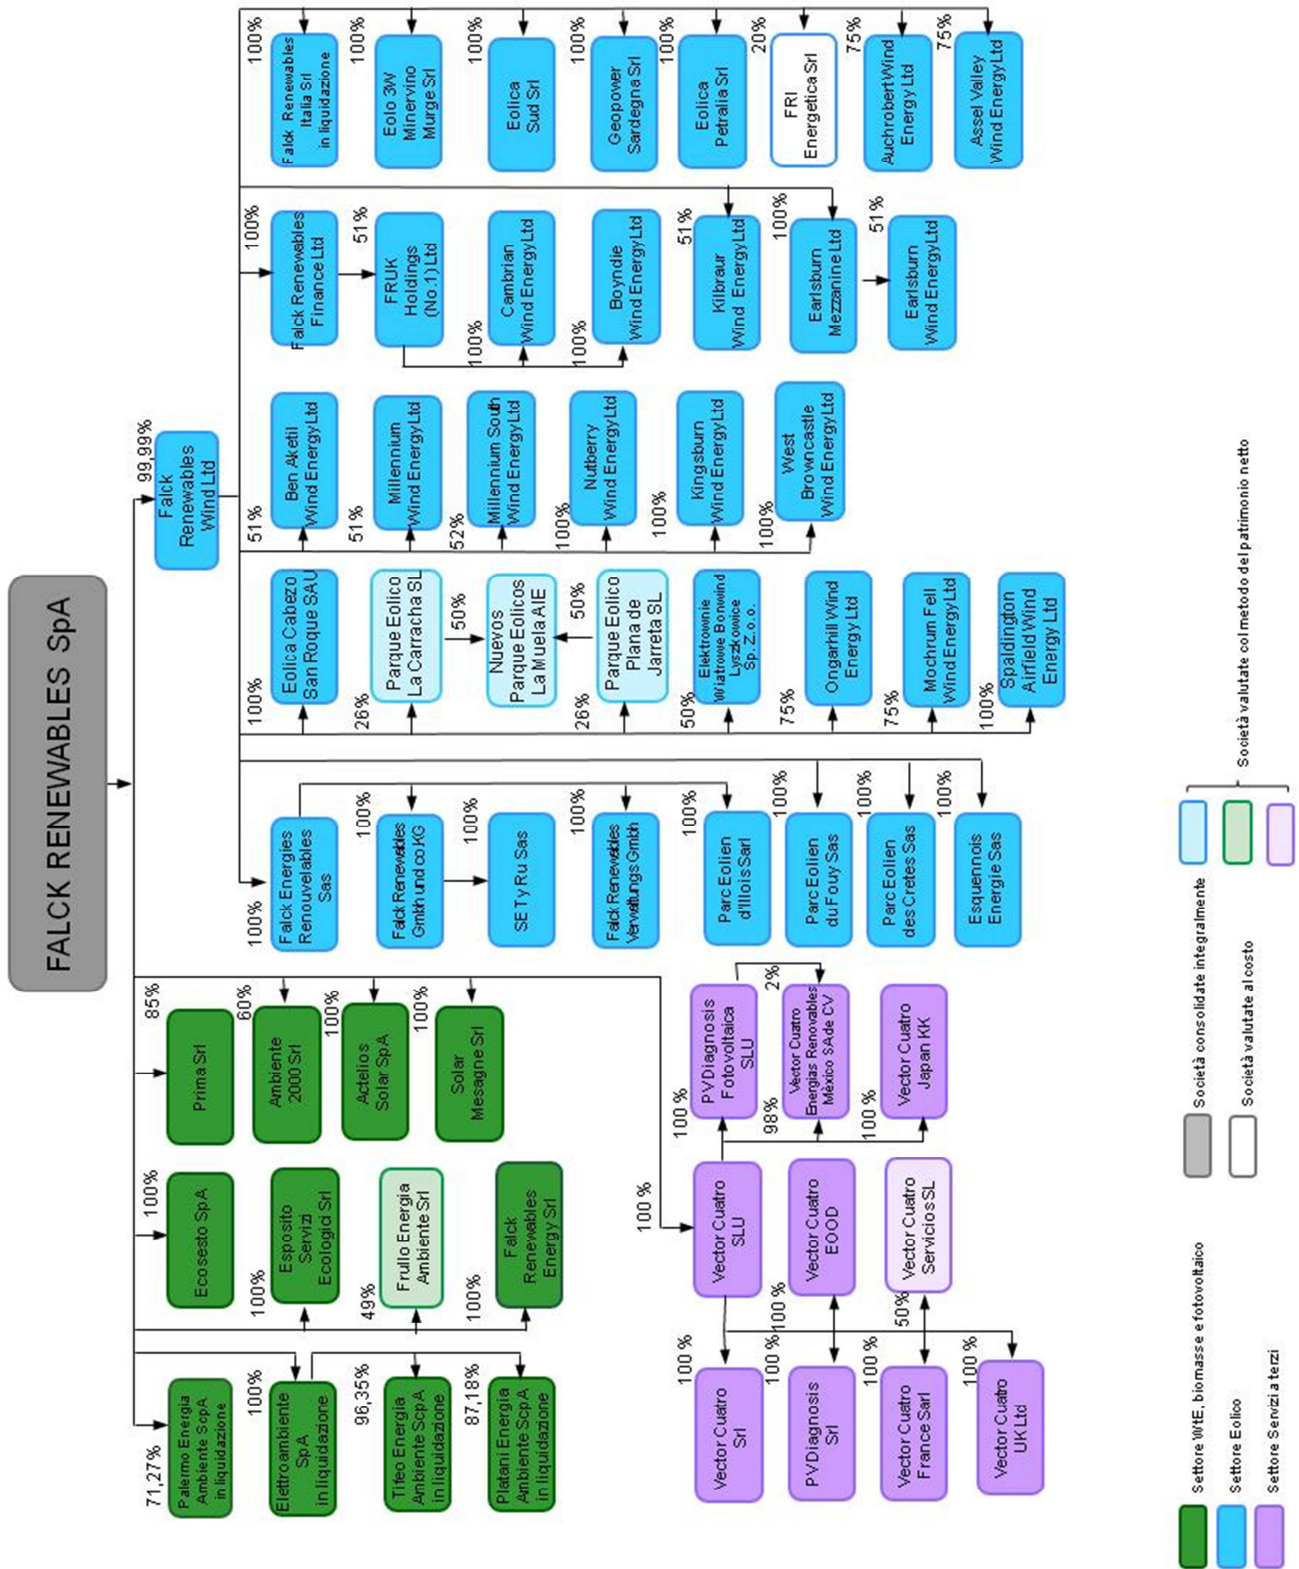 FALCK RENEWABLES SpA
71,27%
Palermo Energia
Ambiente ScpA
in liquidazione
100%
Elettroambiente
SpA
in liquidazione
96,35%
Tifeo Energia
Ambiente ScpA
in liquidazione
87,18%
Platani Energia
Ambiente ScpA
in liquidazione
100%
Ecosesto SpA
100%
Esposito
Servizi
Ecologici Srl
49%
Frullo Energia
Ambiente Srl
100%
Falck
Renewables
Energy Srl
85%
Prima Srl
60%
Ambiente
2000 Srl
100%
Actelios
Solar SpA
100%
Solar
Mesagne Srl
100 %
Vector Cuatro
SLU
100 %
Vector Cuatro
Srl
100 %
PV Diagnosis
Srl
100 %
Vector Cuatro
France Sarl
100 %
Vector Cuatro
UK Ltd
100 %
Vector Cuatro
EOOD
50%
Vector Cuatro
Servicios SL
100 %
PV Diagnosis
Fotovoltaica
SLU
98%
2%
Vector Cuatro
Energias Renovables
Mèxico SA de CV
100 %
Vector Cuatro
Japan KK
99,99%
Falck
Renewables
Wind Ltd
100%
Falck Energies
Renouvelables
Sas
100%
Falck Renewables
Gmbh und co KG
100%
SE Ty Ru Sas
100%
Falck Renewables
Verwaltungs Gmbh
100%
Parc Eolien
d'Illois Sarl
100%
Parc Eolien
du Fouy Sas
100%
Parc Eolien
des Cretes Sas
100%
Esquennois
Energie Sas
100%
Eolica Cabezo
San Roque SAU
26%
Parque Eolico
La Carracha SL
50%
Nuevos
Parque Eolicos
La Muela AIE
50%
26%
Parque Eolico
Plana de
Jarreta SL
50%
Elektrownie
Wiatrowe Bonwind
Lyszkowice
Sp. Z.o.o.
75%
Ongarhill Wind
Energy Ltd
75%
Mochrum Fell
Wind Energy Ltd
100%
Spaldington
Airfield Wind
Energy Ltd
51%
Ben Aketil
Wind Energy Ltd
51%
Millennium
Wind Energy Ltd
52%
Millennium South
Wind Energy Ltd
100%
Nutberry
Wind Energy Ltd
100%
Kingsburn
Wind Energy Ltd
100%
West
Browncastle
Wind Energy Ltd
100%
Falck Renewables
Finance Ltd
51%
FRUK
Holdings
(No.1) Ltd
100%
Cambrian
Wind Energy Ltd
100%
Boyndie
Wind Energy Ltd
51%
Kilbraur
Wind Energy Ltd
100%
Earlsburn
Mezzanine Ltd
51%
Earlsburn
Wind Energy Ltd
100%
Falck Renewables
Italia Srl
in liquidazione
100%
Eolo 3W
Minervino
Murge Srl
100%
Eolica
Sud Srl
100%
Geopower
Sardegna Srl
100%
Eolica
Petralia Srl
20%
FRI
Energetica Srl
75%
Auchrobert Wind
Energy Ltd
75%
Assel Valley
Wind Energy Ltd
Settore WtE, biomasse e fotovoltaico
Settore Eolico
Settore Servizi a terzi
Società consolidate integralmente
Società valutate al costo
Società valutate col metodo del patrimonio netto